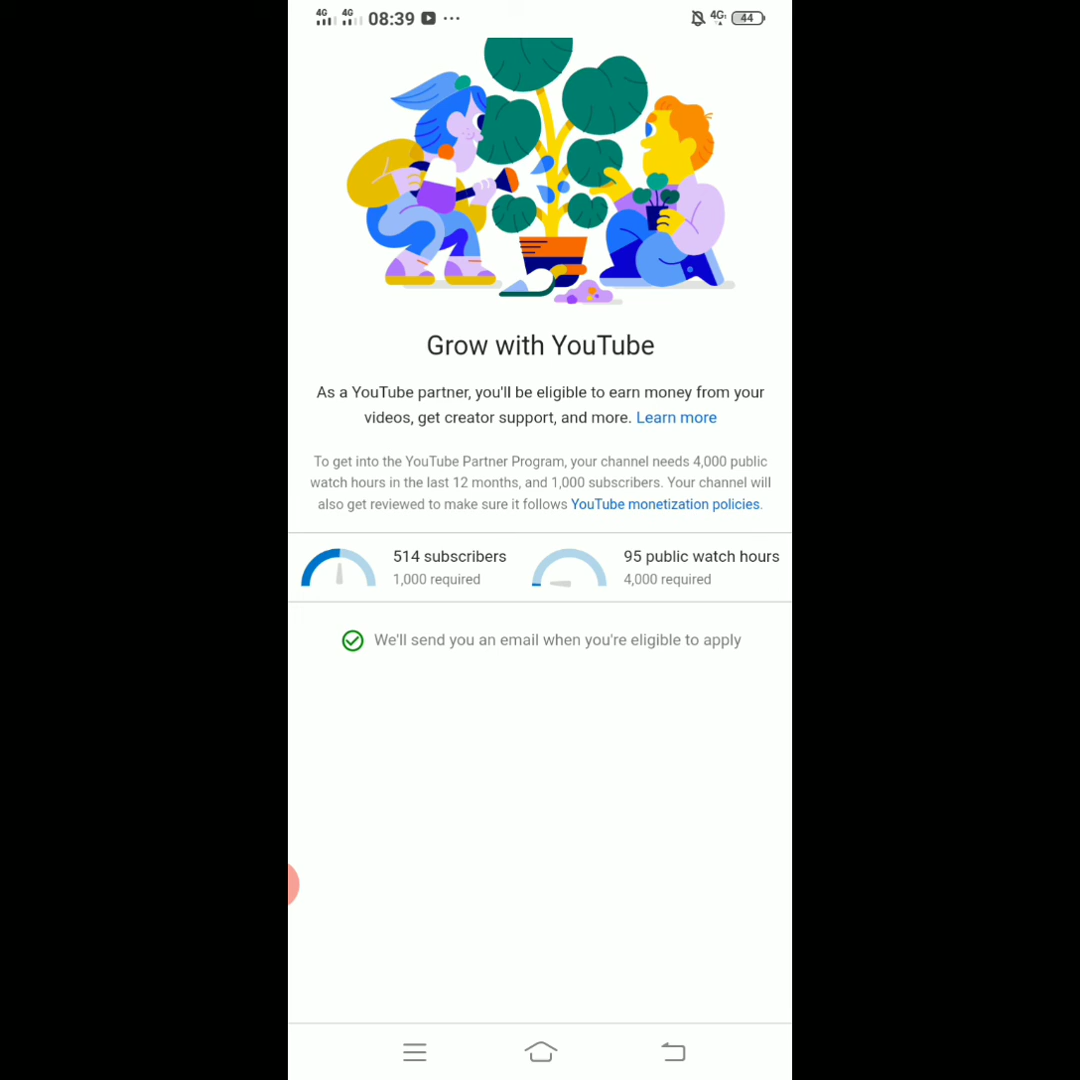 4G 4G 08:39 ... 4G 44
Grow with YouTube
As a YouTube partner, you'll be eligible to earn money from your
videos, get creator support, and more. Learn more
To get into the YouTube Partner Program, your channel needs 4,000 public
watch hours in the last 12 months, and 1,000 subscribers. Your channel will
also get reviewed to make sure it follows YouTube monetization policies.
514 subscribers
1,000 required
95 public watch hours
4,000 required
We'll send you an email when you're eligible to apply